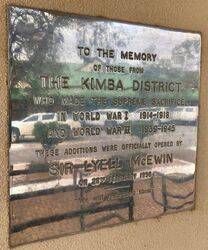 TO THE MEMORY
OF THOSE FROM
THE KIMBA DISTRICT
WHO MADE THE SUPREME SACRIFICE
IN WORLD WAR I 1914-1918
AND WORLD WAR II 1939-1945
THESE ADDITIONS WERE OFFICIALLY OPENED BY
SIR LYELL McEWIN
ON